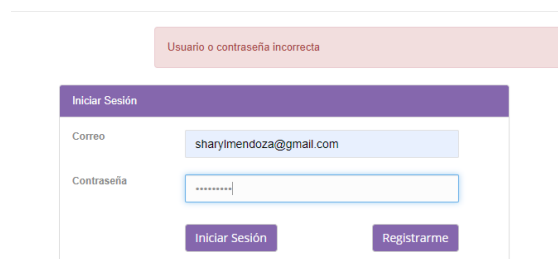 Usuario o contraseña incorrecta
Iniciar Sesión
Correo
sharylmendoza@gmail.com
Contraseña
Iniciar Sesión
Registrarme